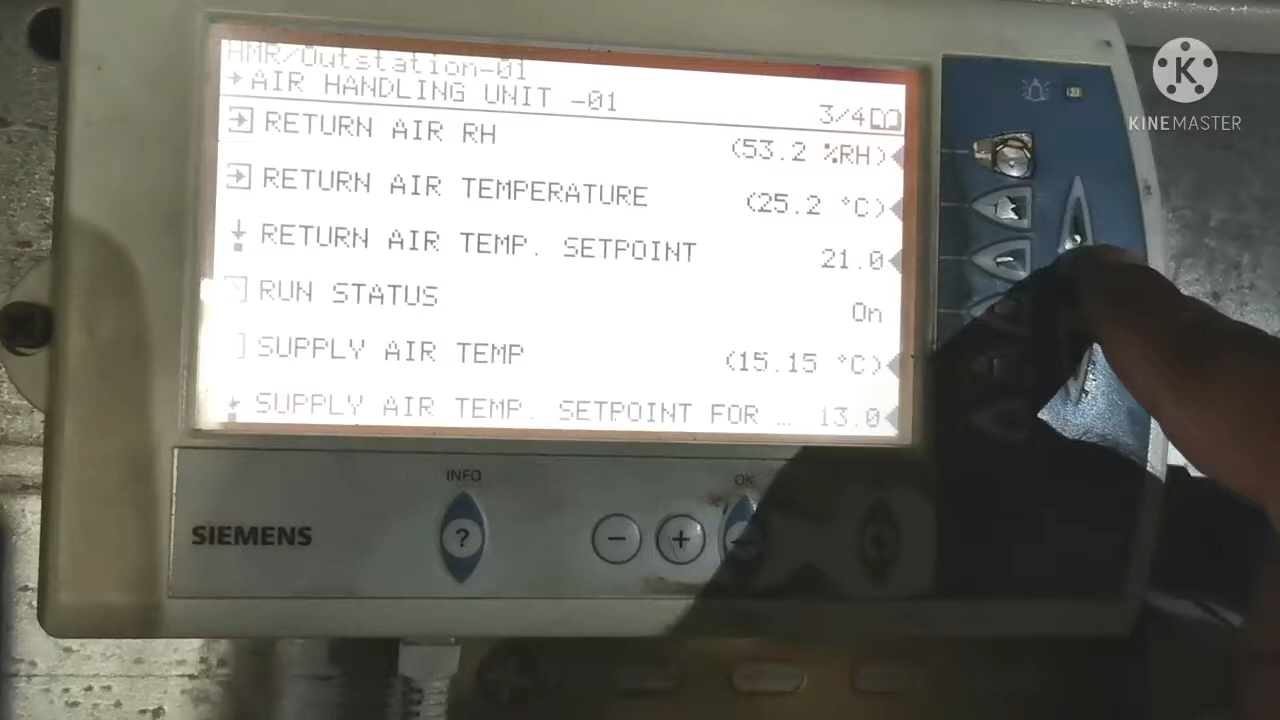 HMR/Outstation-01
AIR HANDLING UNIT -01 3/4
RETURN AIR RH (53.2 %RH)
RETURN AIR TEMPERATURE (25.2 °C)
RETURN AIR TEMP. SETPOINT 21.0
RUN STATUS On
SUPPLY AIR TEMP (15.15 °C)
SUPPLY AIR TEMP. SETPOINT FOR ... 13.0
INFO
OK
SIEMENS
?
− +
K
KINEMASTER